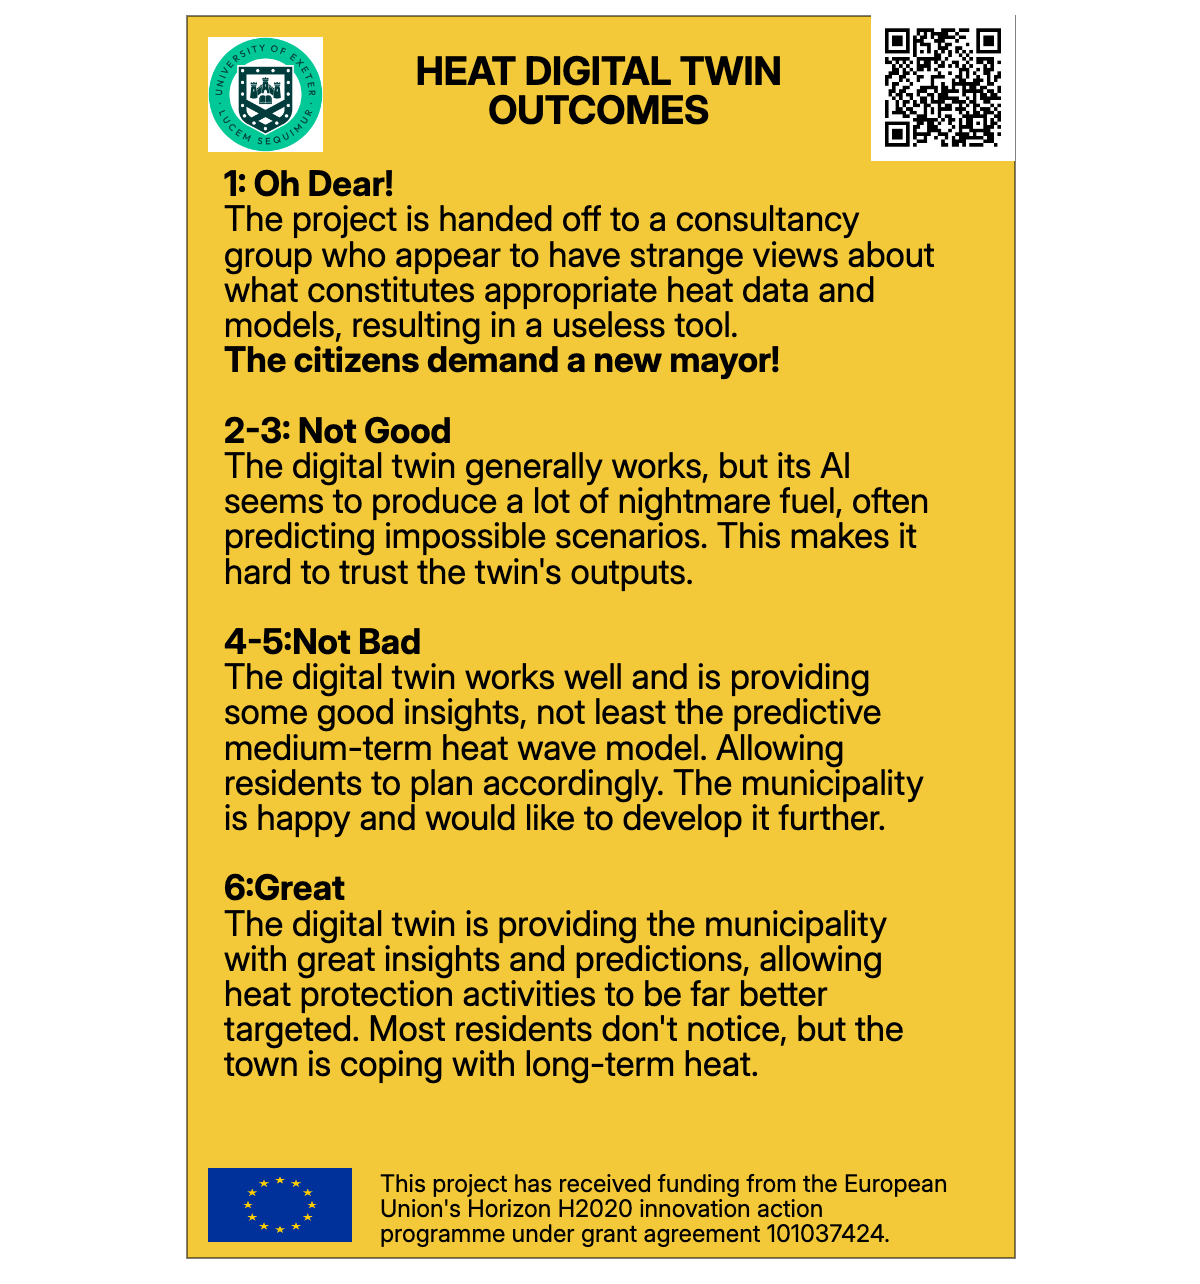 UNIVERSITY OF EXETER
LUCEM SEQUIMUR
HEAT DIGITAL TWIN
OUTCOMES
1: Oh Dear!
The project is handed off to a consultancy
group who appear to have strange views about
what constitutes appropriate heat data and
models, resulting in a useless tool.
The citizens demand a new mayor!
2-3: Not Good
The digital twin generally works, but its AI
seems to produce a lot of nightmare fuel, often
predicting impossible scenarios. This makes it
hard to trust the twin's outputs.
4-5:Not Bad
The digital twin works well and is providing
some good insights, not least the predictive
medium-term heat wave model. Allowing
residents to plan accordingly. The municipality
is happy and would like to develop it further.
6:Great
The digital twin is providing the municipality
with great insights and predictions, allowing
heat protection activities to be far better
targeted. Most residents don't notice, but the
town is coping with long-term heat.
This project has received funding from the European
Union's Horizon H2020 innovation action
programme under grant agreement 101037424.